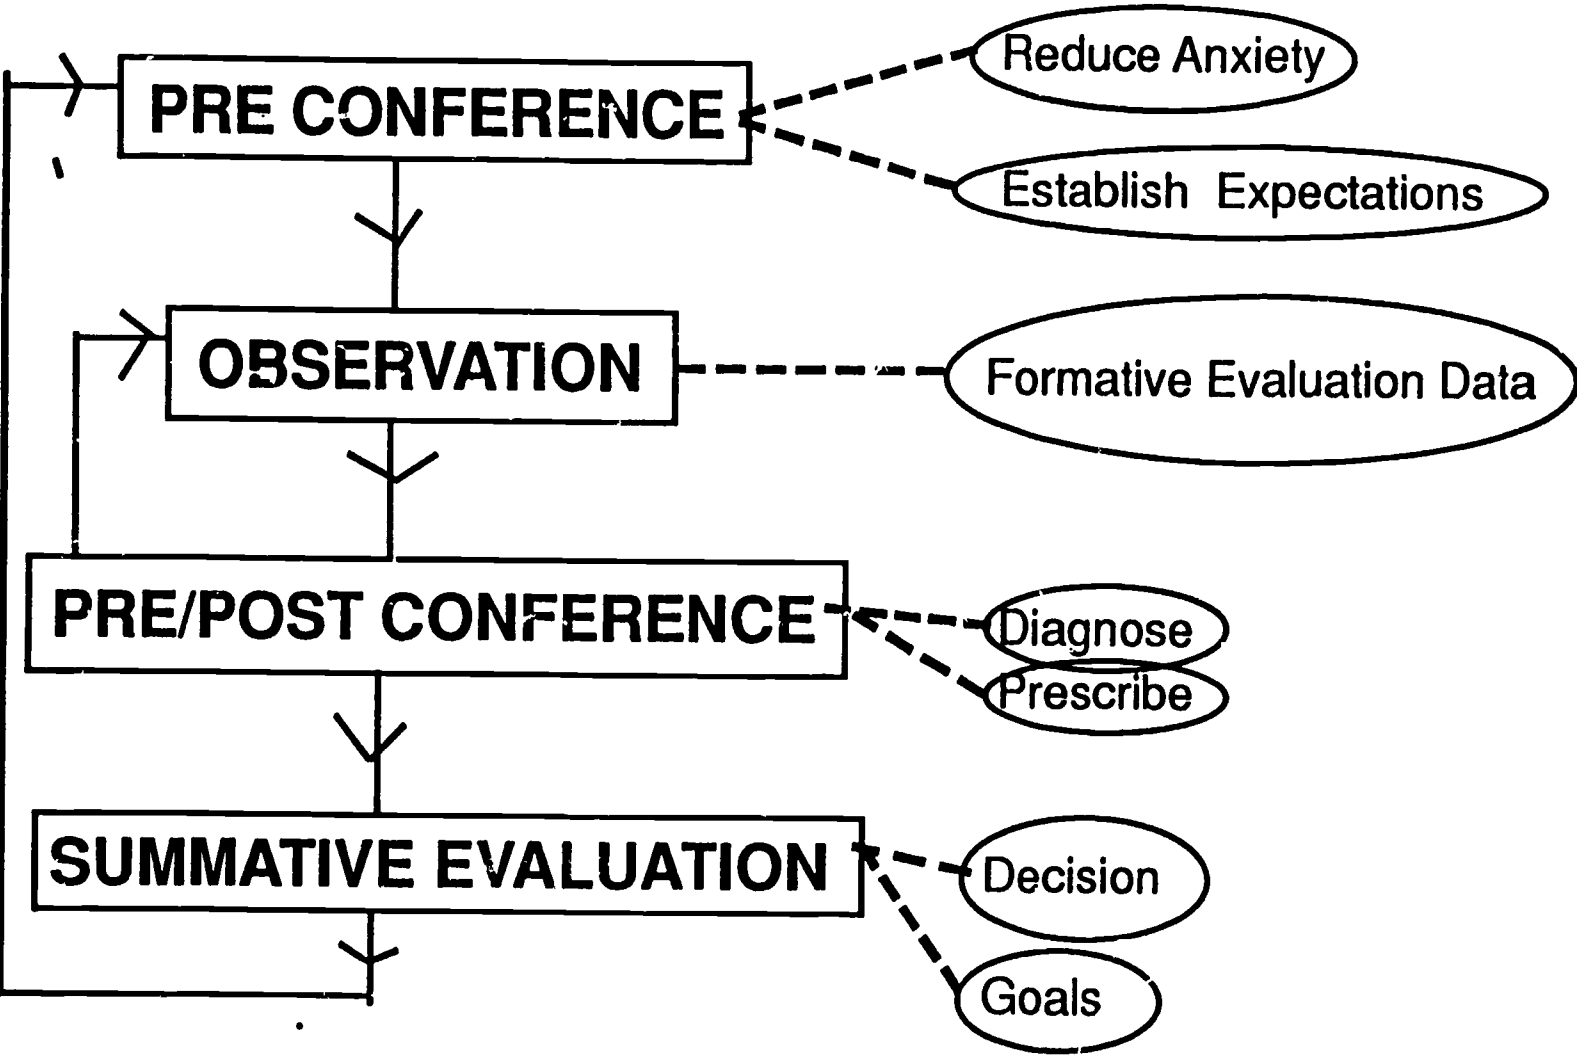 PRE CONFERENCE
Reduce Anxiety
Establish Expectations
OBSERVATION
Formative Evaluation Data
PRE/POST CONFERENCE
Diagnose
Prescribe
SUMMATIVE EVALUATION
Decision
Goals